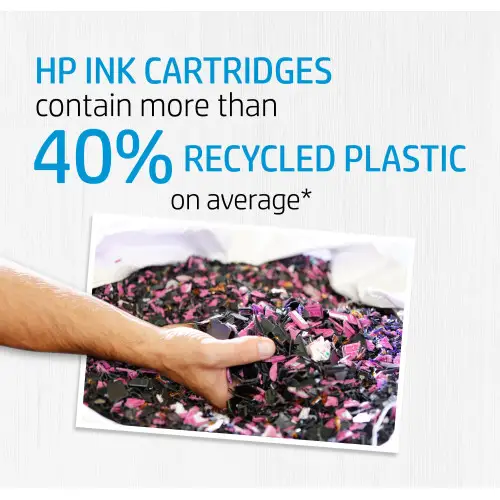 HP INK CARTRIDGES
contain more than
40% RECYCLED PLASTIC
on average*